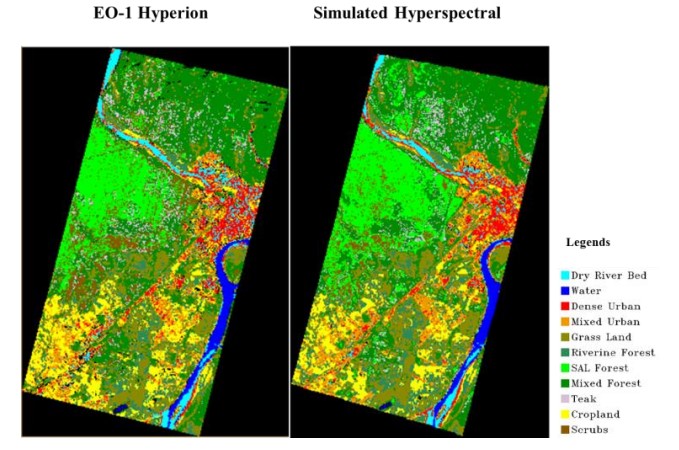 EO-1 Hyperion
Simulated Hyperspectral
Legends
Dry River Bed
Water
Dense Urban
Mixed Urban
Grass Land
Riverine Forest
SAL Forest
Mixed Forest
Teak
Cropland
Scrubs